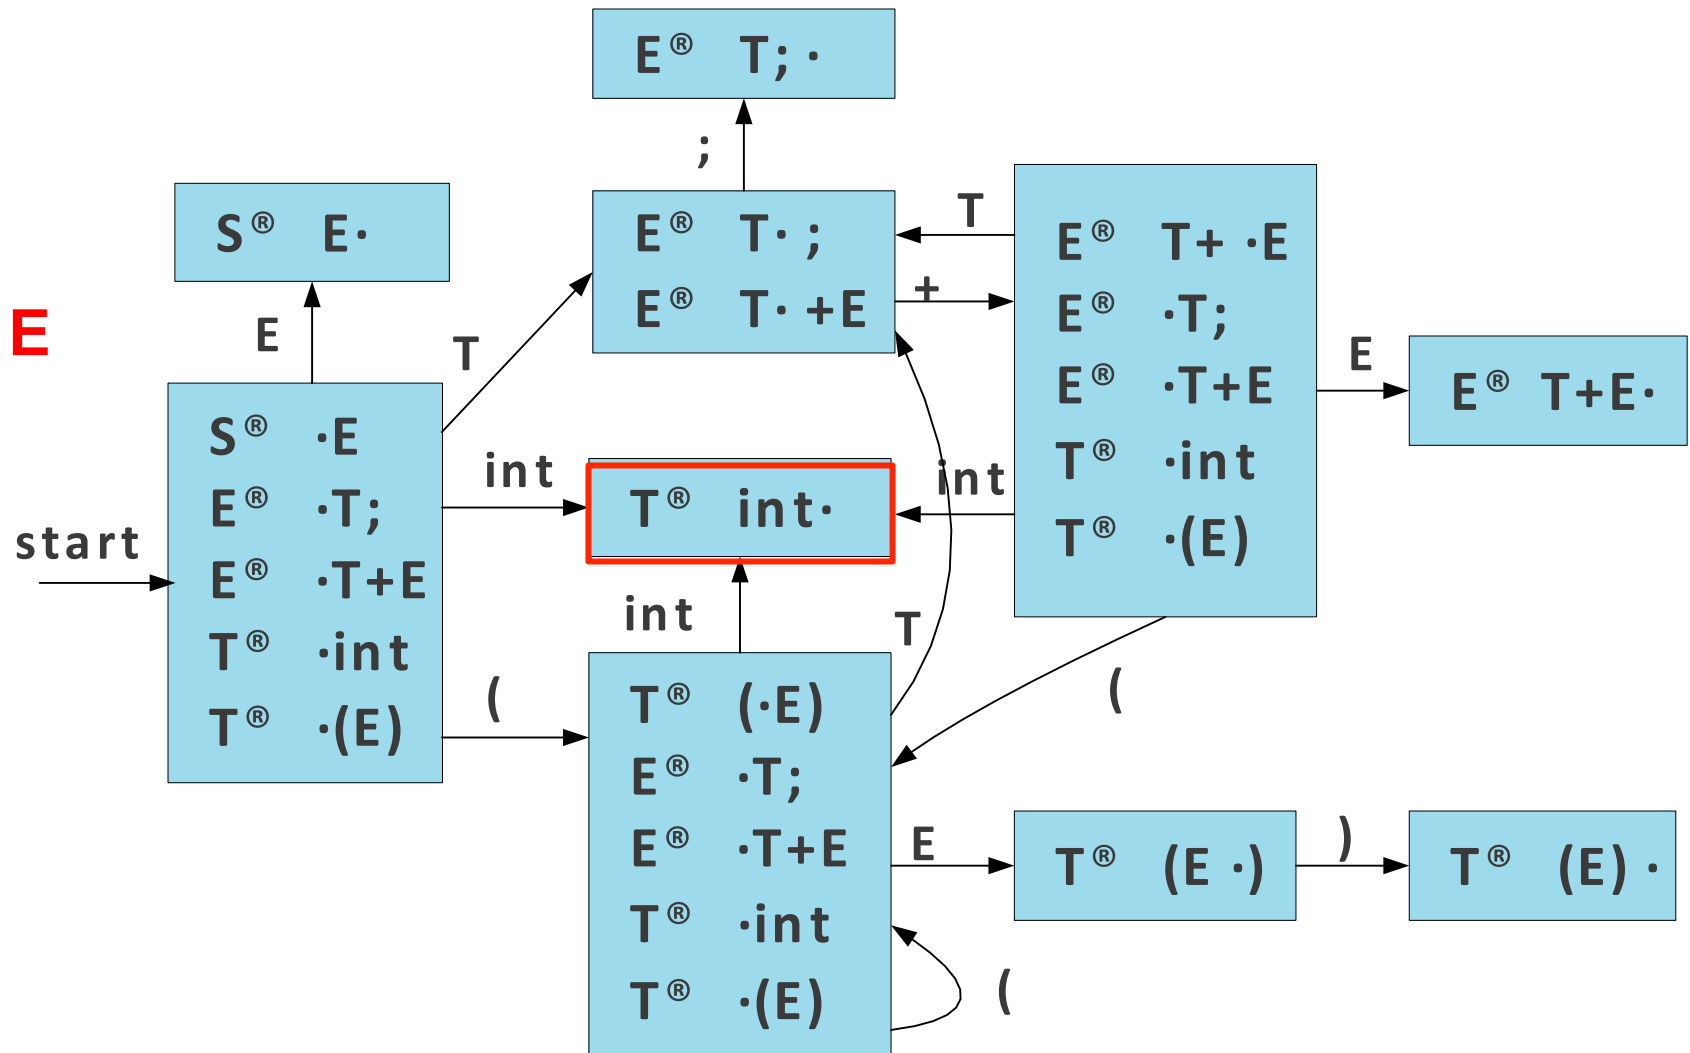 E® T; ·
;
S® E·
E® T· ;
E® T· +E
T
+
E® T+ ·E
E® ·T;
E® ·T+E
T® ·int
T® ·(E)
E
E® T+E·
E
E
T
start
S® ·E
E® ·T;
E® ·T+E
T® ·int
T® ·(E)
int
T® int·
int
int
T
(
(
T® (·E)
E® ·T;
E® ·T+E
T® ·int
T® ·(E)
E
T® (E ·)
)
T® (E) ·
(